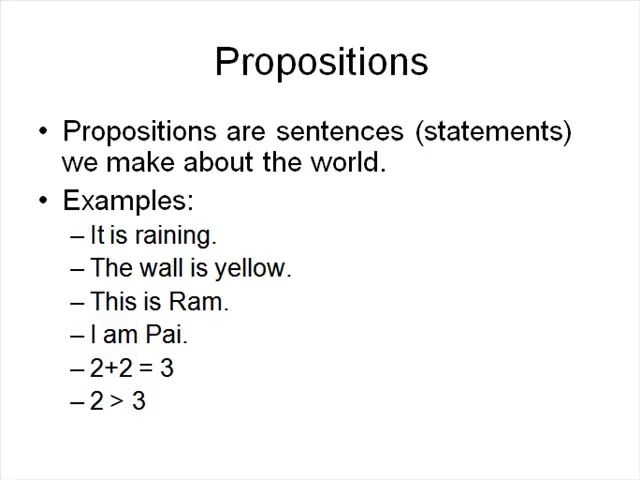 Propositions
• Propositions are sentences (statements)
we make about the world.
• Examples:
– It is raining.
– The wall is yellow.
– This is Ram.
– I am Pai.
– 2+2 = 3
– 2 > 3